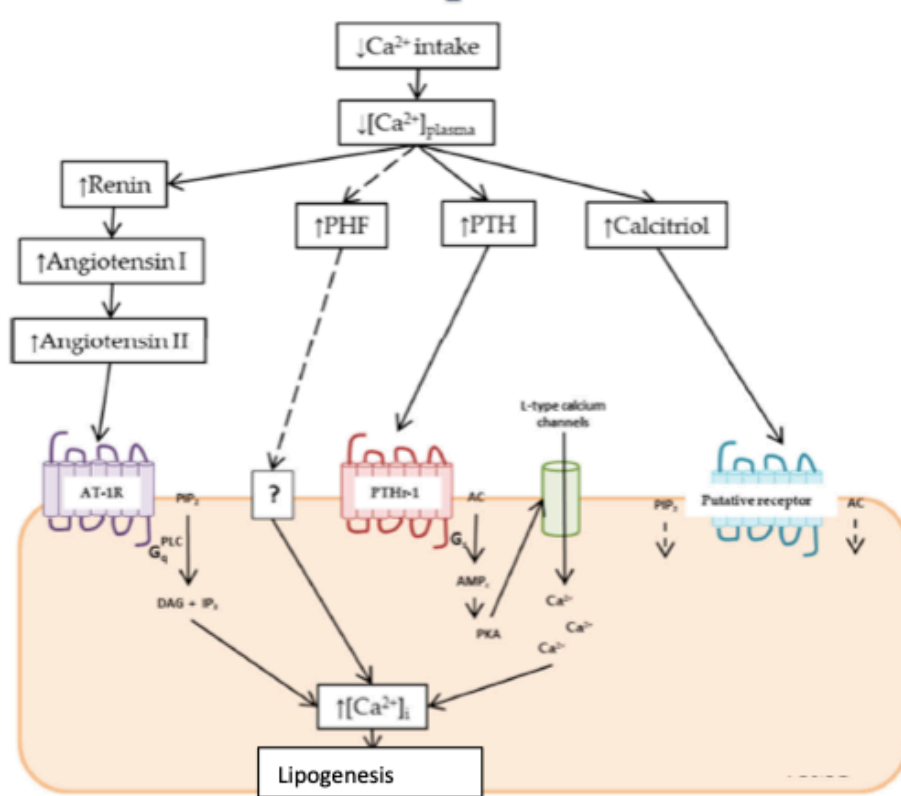 ↓Ca²⁺ intake
↓[Ca²⁺]plasma
↑Renin
↑PHF
↑PTH
↑Calcitriol
↑Angiotensin I
↑Angiotensin II
L-type calcium
channels
AT-1R
PIP₂
?
PTHr-1
AC
PIP₂
Putative receptor
AC
PLC
Gq
Gs
DAG + IP₃
AMPc
PKA
Ca²⁺
Ca²⁺
Ca²⁺
↑[Ca²⁺]i
Lipogenesis